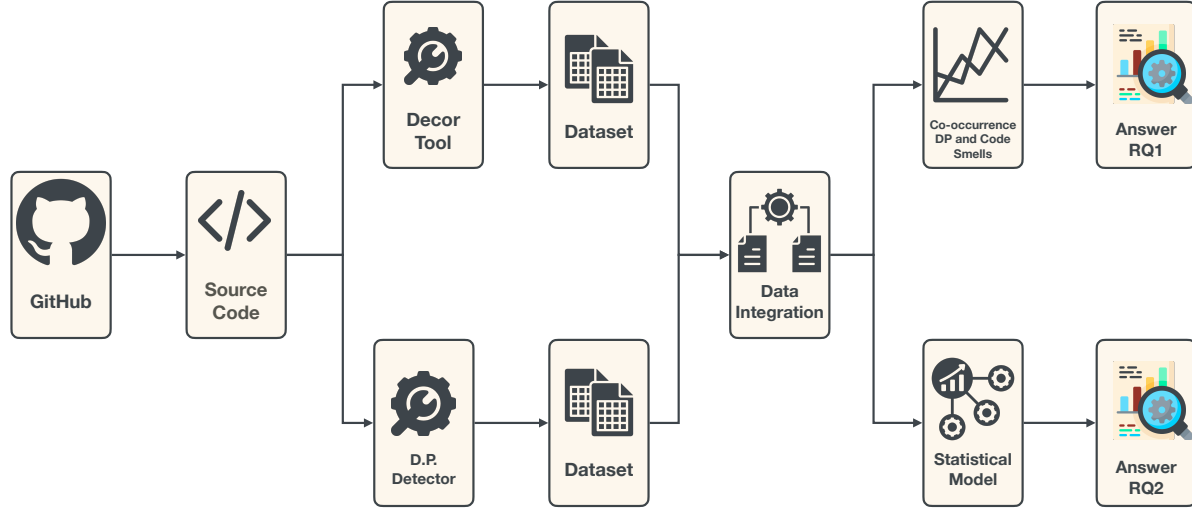 GitHub
Source
Code
Decor
Tool
Dataset
D.P.
Detector
Dataset
Data
Integration
Co-occurrence
DP and Code
Smells
Answer
RQ1
Statistical
Model
Answer
RQ2